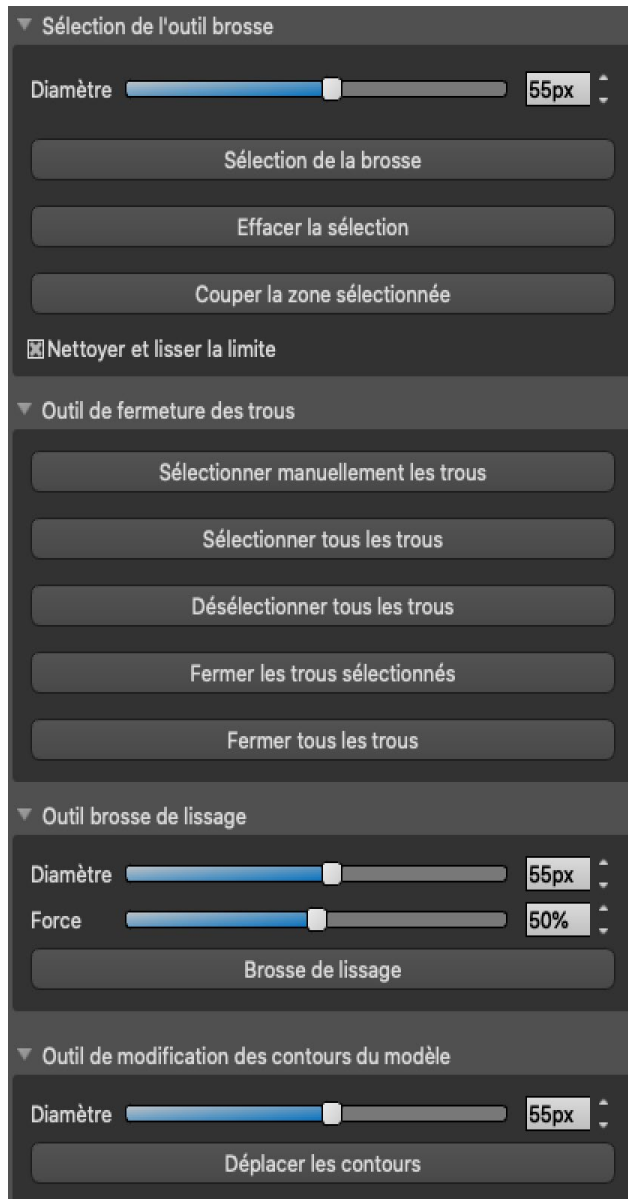 Sélection de l'outil brosse
Diamètre 55px
Sélection de la brosse
Effacer la sélection
Couper la zone sélectionnée
Nettoyer et lisser la limite
Outil de fermeture des trous
Sélectionner manuellement les trous
Sélectionner tous les trous
Désélectionner tous les trous
Fermer les trous sélectionnés
Fermer tous les trous
Outil brosse de lissage
Diamètre 55px
Force 50%
Brosse de lissage
Outil de modification des contours du modèle
Diamètre 55px
Déplacer les contours